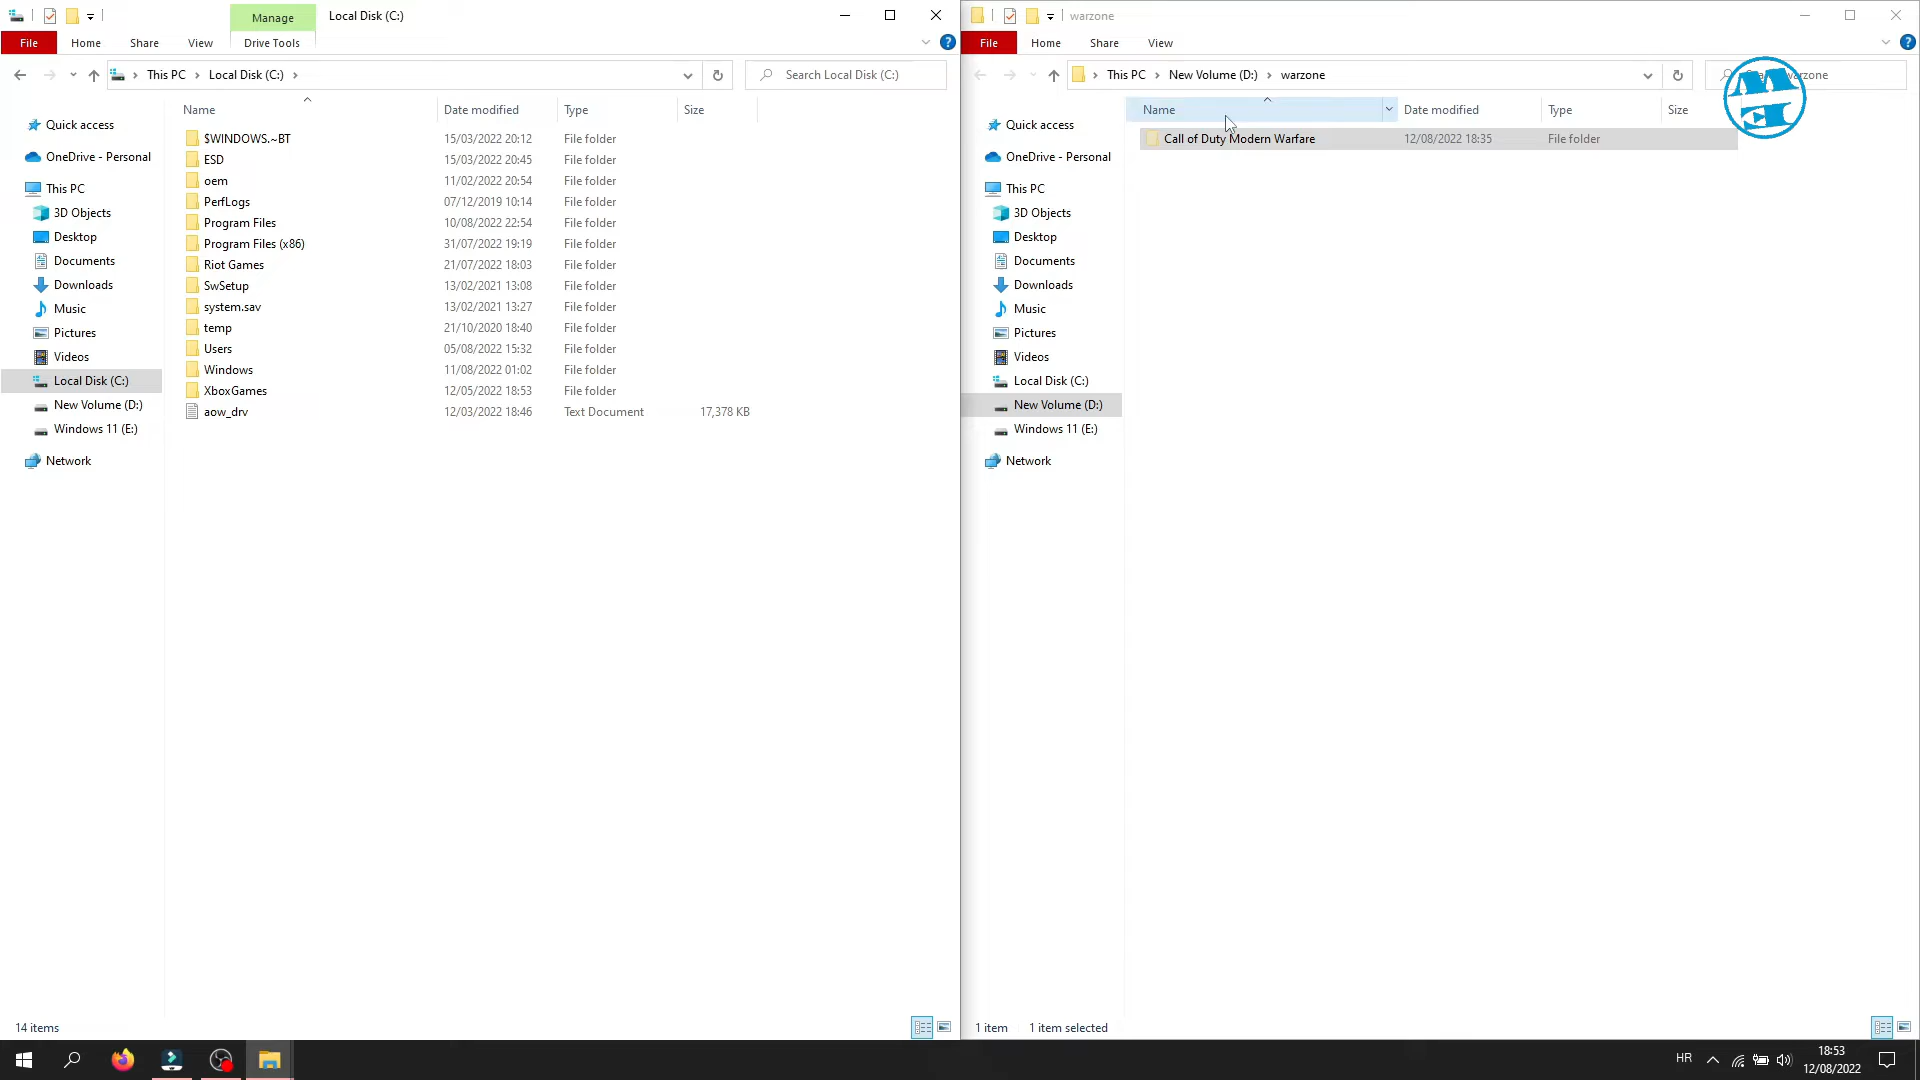 Manage
Local Disk (C:)
File
Home
Share
View
Drive Tools
This PC
Local Disk (C:)
Search Local Disk (C:)
Name
Date modified
Type
Size
Quick access
OneDrive - Personal
This PC
3D Objects
Desktop
Documents
Downloads
Music
Pictures
Videos
Local Disk (C:)
New Volume (D:)
Windows 11 (E:)
Network
$WINDOWS.~BT 15/03/2022 20:12 File folder
ESD 15/03/2022 20:45 File folder
oem 11/02/2022 20:54 File folder
PerfLogs 07/12/2019 10:14 File folder
Program Files 10/08/2022 22:54 File folder
Program Files (x86) 31/07/2022 19:19 File folder
Riot Games 21/07/2022 18:03 File folder
SwSetup 13/02/2021 13:08 File folder
system.sav 13/02/2021 13:27 File folder
temp 21/10/2020 18:40 File folder
Users 05/08/2022 15:32 File folder
Windows 11/08/2022 01:02 File folder
XboxGames 12/05/2022 18:53 File folder
aow_drv 12/03/2022 18:46 Text Document 17,378 KB
14 items
warzone
File
Home
Share
View
This PC
New Volume (D:)
warzone
warzone
Name
Date modified
Type
Size
Quick access
OneDrive - Personal
This PC
3D Objects
Desktop
Documents
Downloads
Music
Pictures
Videos
Local Disk (C:)
New Volume (D:)
Windows 11 (E:)
Network
Call of Duty Modern Warfare 12/08/2022 18:35 File folder
1 item
1 item selected
HR
18:53
12/08/2022